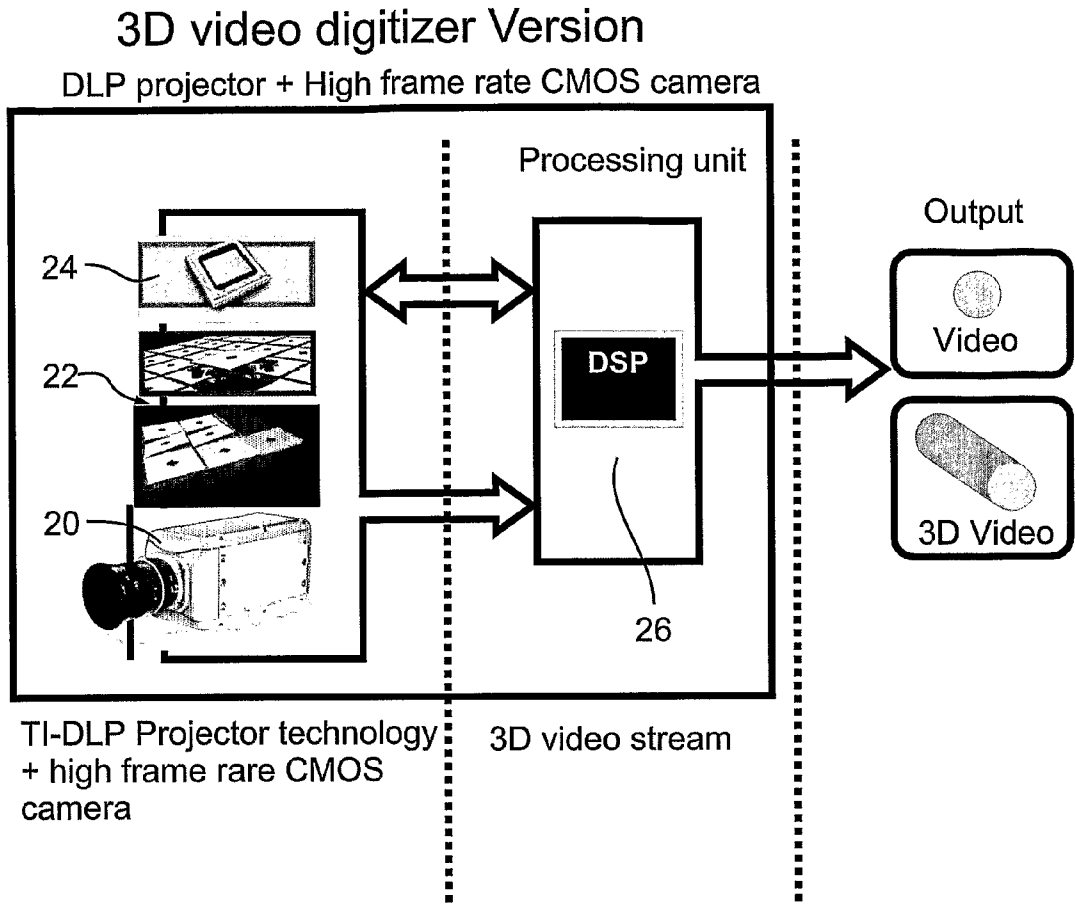 3D video digitizer Version
DLP projector + High frame rate CMOS camera
Processing unit
Output
24
22
20
DSP
26
Video
3D Video
TI-DLP Projector technology
+ high frame rare CMOS
camera
3D video stream